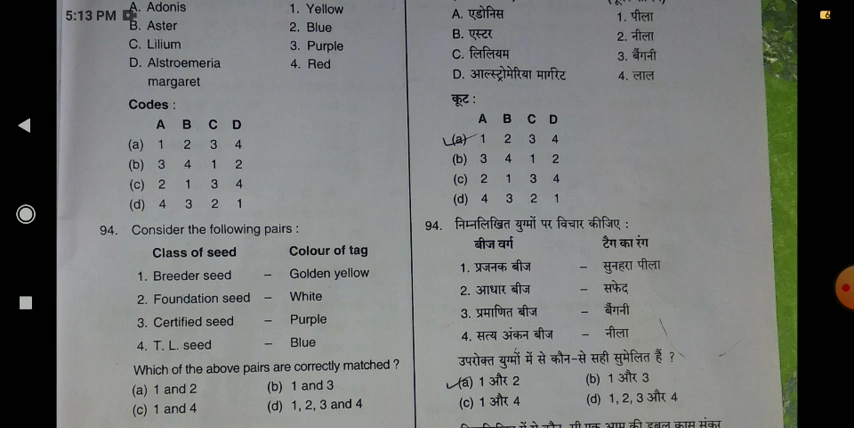 5:13 PM
A. Adonis 1. Yellow
B. Aster 2. Blue
C. Lilium 3. Purple
D. Alstroemeria 4. Red
margaret
Codes :
A B C D
(a) 1 2 3 4
(b) 3 4 1 2
(c) 2 1 3 4
(d) 4 3 2 1
94. Consider the following pairs :
Class of seed Colour of tag
1. Breeder seed – Golden yellow
2. Foundation seed – White
3. Certified seed – Purple
4. T. L. seed – Blue
Which of the above pairs are correctly matched ?
(a) 1 and 2 (b) 1 and 3
(c) 1 and 4 (d) 1, 2, 3 and 4
A. एडोनिस 1. पीला
B. एस्टर 2. नीला
C. लिलियम 3. बैंगनी
D. आल्स्ट्रोमेरिया मार्गरेट 4. लाल
कूट :
A B C D
(a) 1 2 3 4
(b) 3 4 1 2
(c) 2 1 3 4
(d) 4 3 2 1
94. निम्नलिखित युग्मों पर विचार कीजिए :
बीज वर्ग टैग का रंग
1. प्रजनक बीज – सुनहरा पीला
2. आधार बीज – सफेद
3. प्रमाणित बीज – बैंगनी
4. सत्य अंकन बीज – नीला
उपरोक्त युग्मों में से कौन-से सही सुमेलित हैं ?
(a) 1 और 2 (b) 1 और 3
(c) 1 और 4 (d) 1, 2, 3 और 4